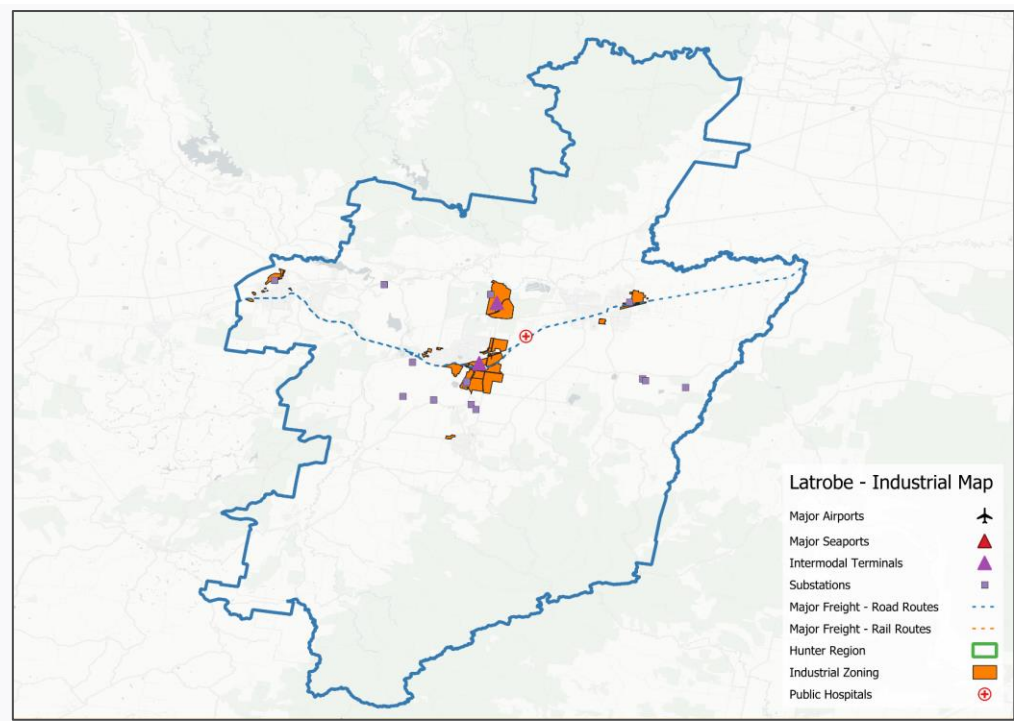 Latrobe - Industrial Map
Major Airports
Major Seaports
Intermodal Terminals
Substations
Major Freight - Road Routes
Major Freight - Rail Routes
Hunter Region
Industrial Zoning
Public Hospitals